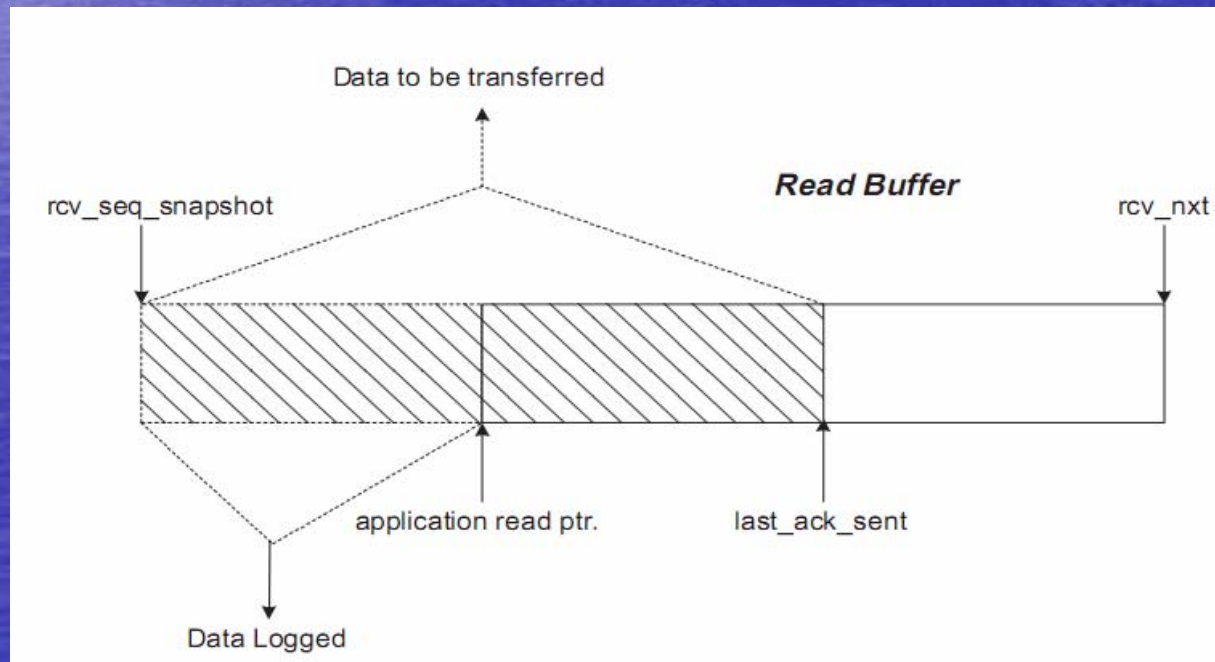 Data to be transferred
Read Buffer
rcv_seq_snapshot
rcv_nxt
application read ptr.
last_ack_sent
Data Logged